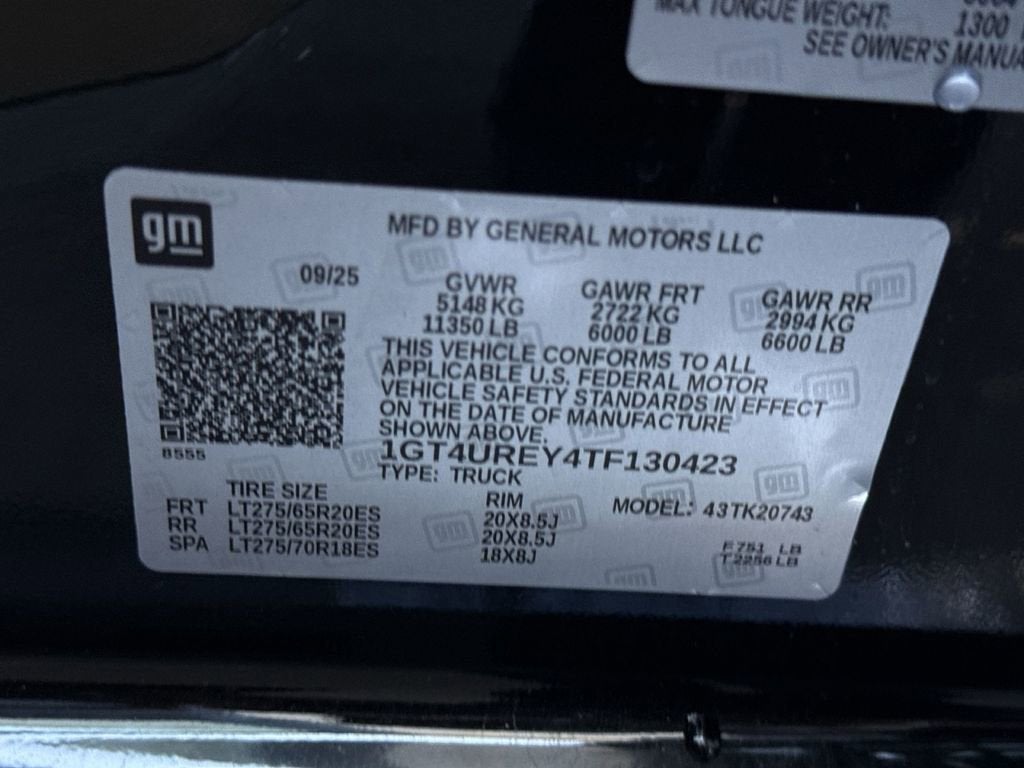 MAX TONGUE WEIGHT:
1300
SEE OWNER'S MANUA
gm
MFD BY GENERAL MOTORS LLC
09/25
GVWR GAWR FRT GAWR RR
5148 KG 2722 KG 2994 KG
11350 LB 6000 LB 6600 LB
THIS VEHICLE CONFORMS TO ALL
APPLICABLE U.S. FEDERAL MOTOR
VEHICLE SAFETY STANDARDS IN EFFECT
ON THE DATE OF MANUFACTURE
SHOWN ABOVE.
8555
1GT4UREY4TF130423
TYPE: TRUCK
TIRE SIZE RIM MODEL: 43TK20743
FRT LT275/65R20ES 20X8.5J
RR LT275/65R20ES 20X8.5J
SPA LT275/70R18ES 18X8J
F 751 LB
T 2256 LB